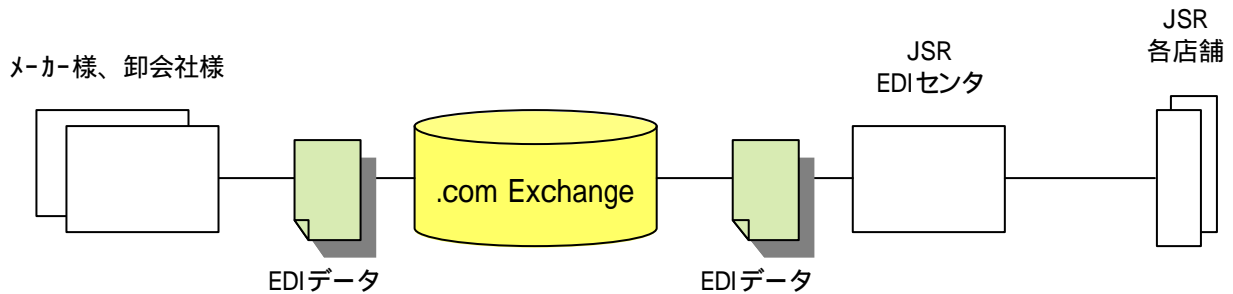 メーカー様、卸会社様
JSR
EDIセンタ
JSR
各店舗
.com Exchange
EDIデータ
EDIデータ